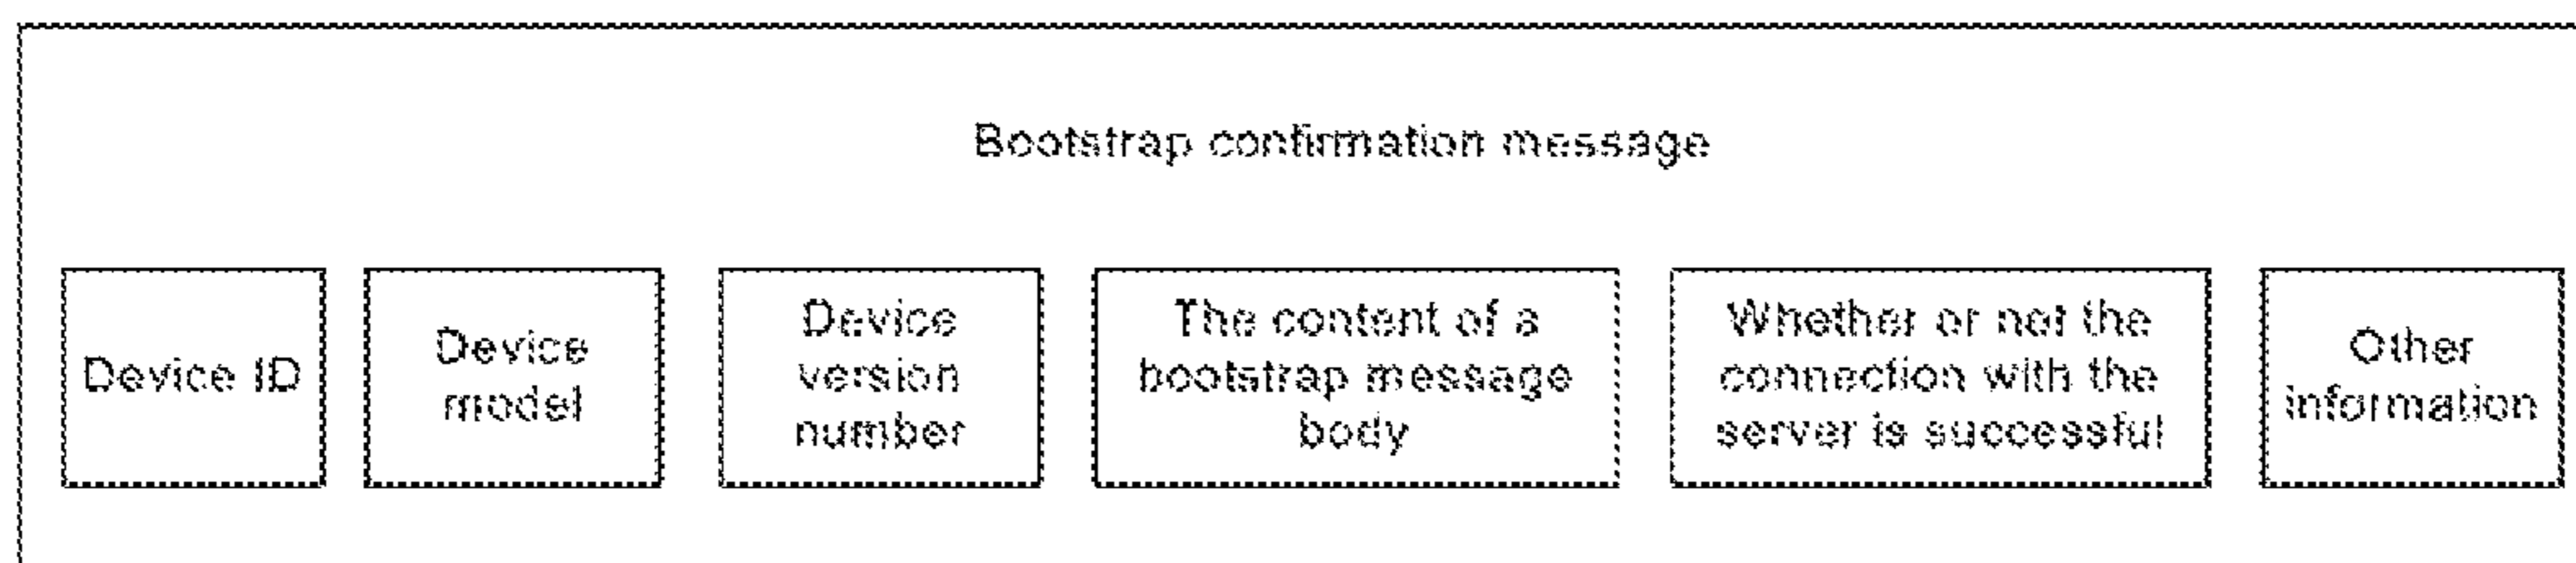 Bootstrap confirmation message
Device ID
Device
model
Device
version
number
The content of a
bootstrap message
body
Whether or not the
connection with the
server is successful
Other
information